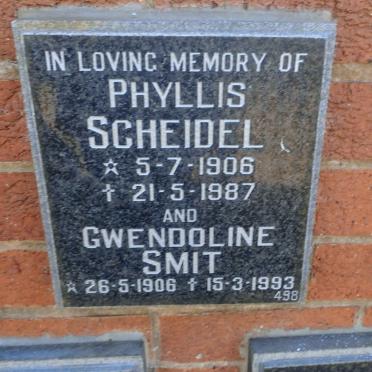 IN LOVING MEMORY OF
PHYLLIS
SCHEIDEL
☆ 5-7-1906
† 21-5-1987
AND
GWENDOLINE
SMIT
☆ 26-5-1906 † 15-3-1993
498